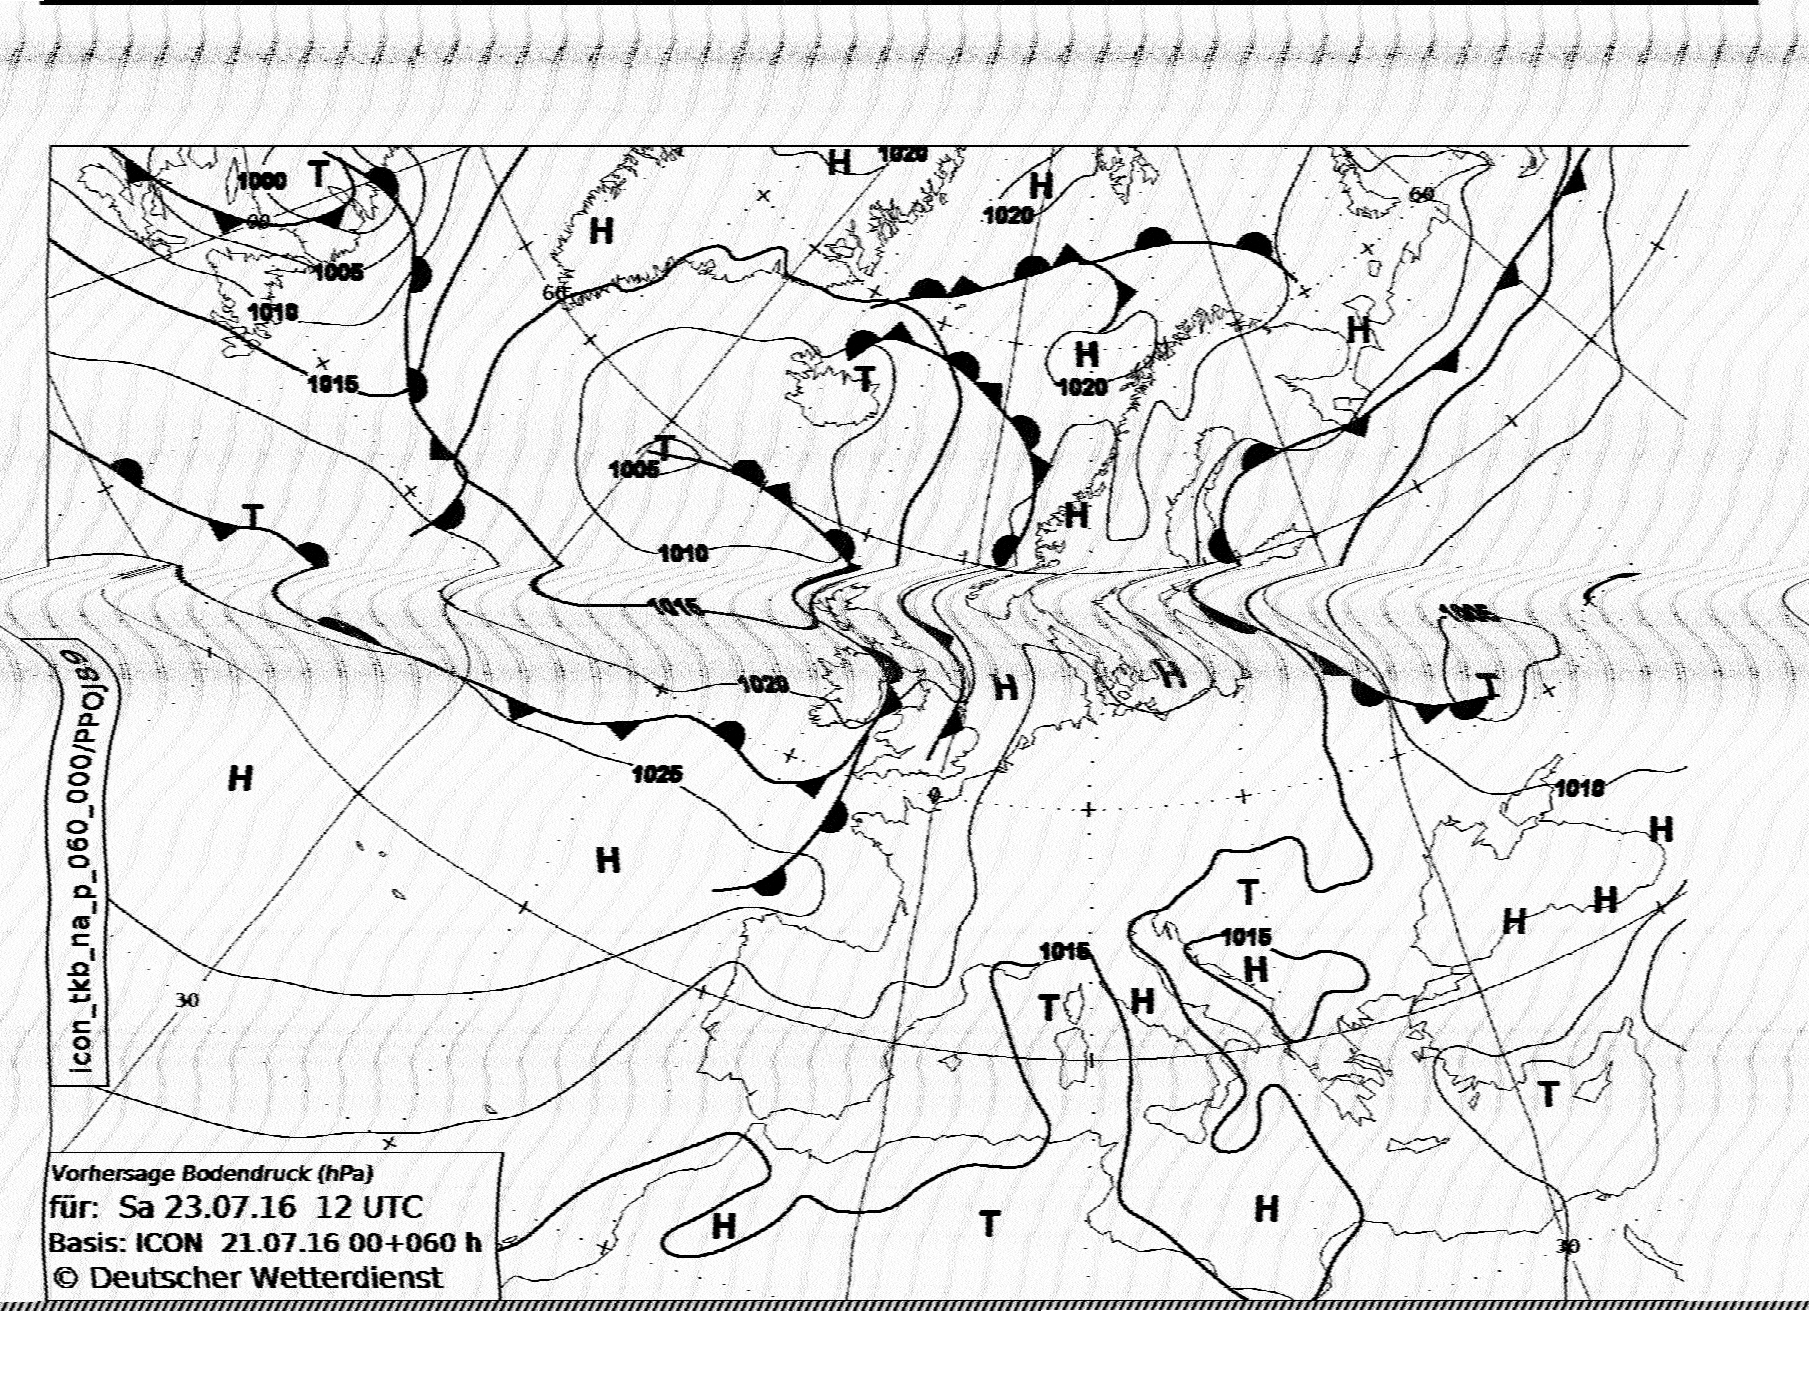 H
1020
T
1000
H
60
1020
60
H
1005
1010
60
H
1015
H
1020
T
T
1005
H
T
1010
1015
1005
icon_tkb_na_p_060_000/PPOJ89
1020
H
H
T
1025
H
1010
0
H
H
T
H
H
1015
1015
H
T
H
30
T
Vorhersage Bodendruck (hPa)
für: Sa 23.07.16 12 UTC
Basis: ICON 21.07.16 00+060 h
© Deutscher Wetterdienst
H
T
H
30